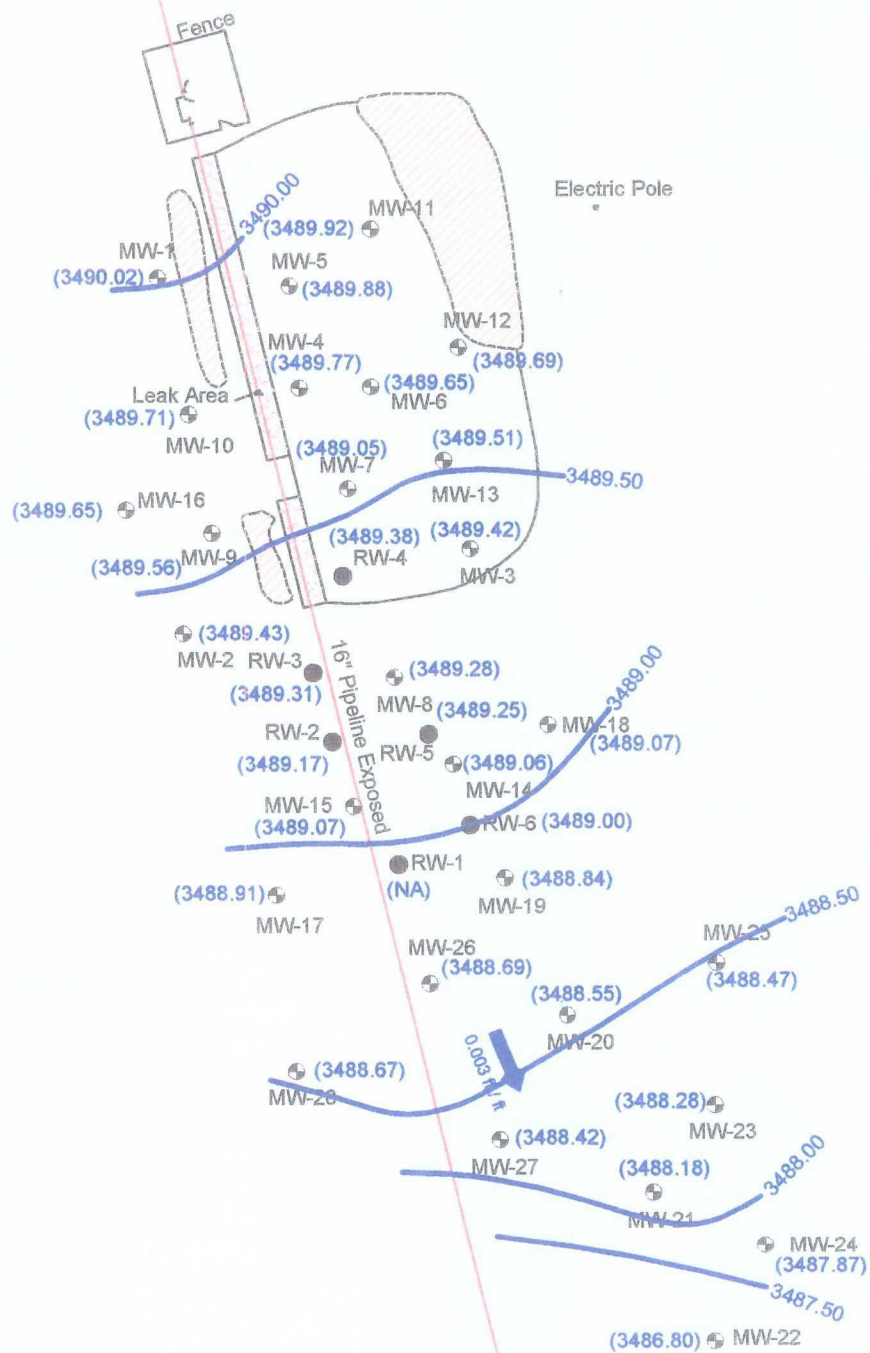 Fence
3490.00
Electric Pole
MW-11
(3489.92)
MW-1
(3490.02)
MW-5
(3489.88)
MW-12
(3489.69)
MW-4
(3489.77)
(3489.65)
MW-6
Leak Area
(3489.71)
MW-10
(3489.51)
MW-13
(3489.05)
MW-7
3489.50
(3489.65)
MW-16
MW-9
(3489.56)
(3489.38)
RW-4
(3489.42)
MW-3
(3489.43)
MW-2
RW-3
(3489.31)
16" Pipeline Exposed
(3489.28)
MW-8
3489.00
(3489.25)
RW-5
RW-2
(3489.17)
MW-18
(3489.07)
(3489.06)
MW-14
MW-15
(3489.07)
RW-6
(3489.00)
RW-1
(NA)
(3488.84)
MW-19
(3488.91)
MW-17
3488.50
MW-25
(3488.47)
MW-26
(3488.69)
(3488.55)
MW-20
0.003 ft / ft
(3488.67)
MW-28
(3488.28)
MW-23
(3488.42)
MW-27
(3488.18)
MW-21
3488.00
MW-24
(3487.87)
3487.50
(3486.80)
MW-22